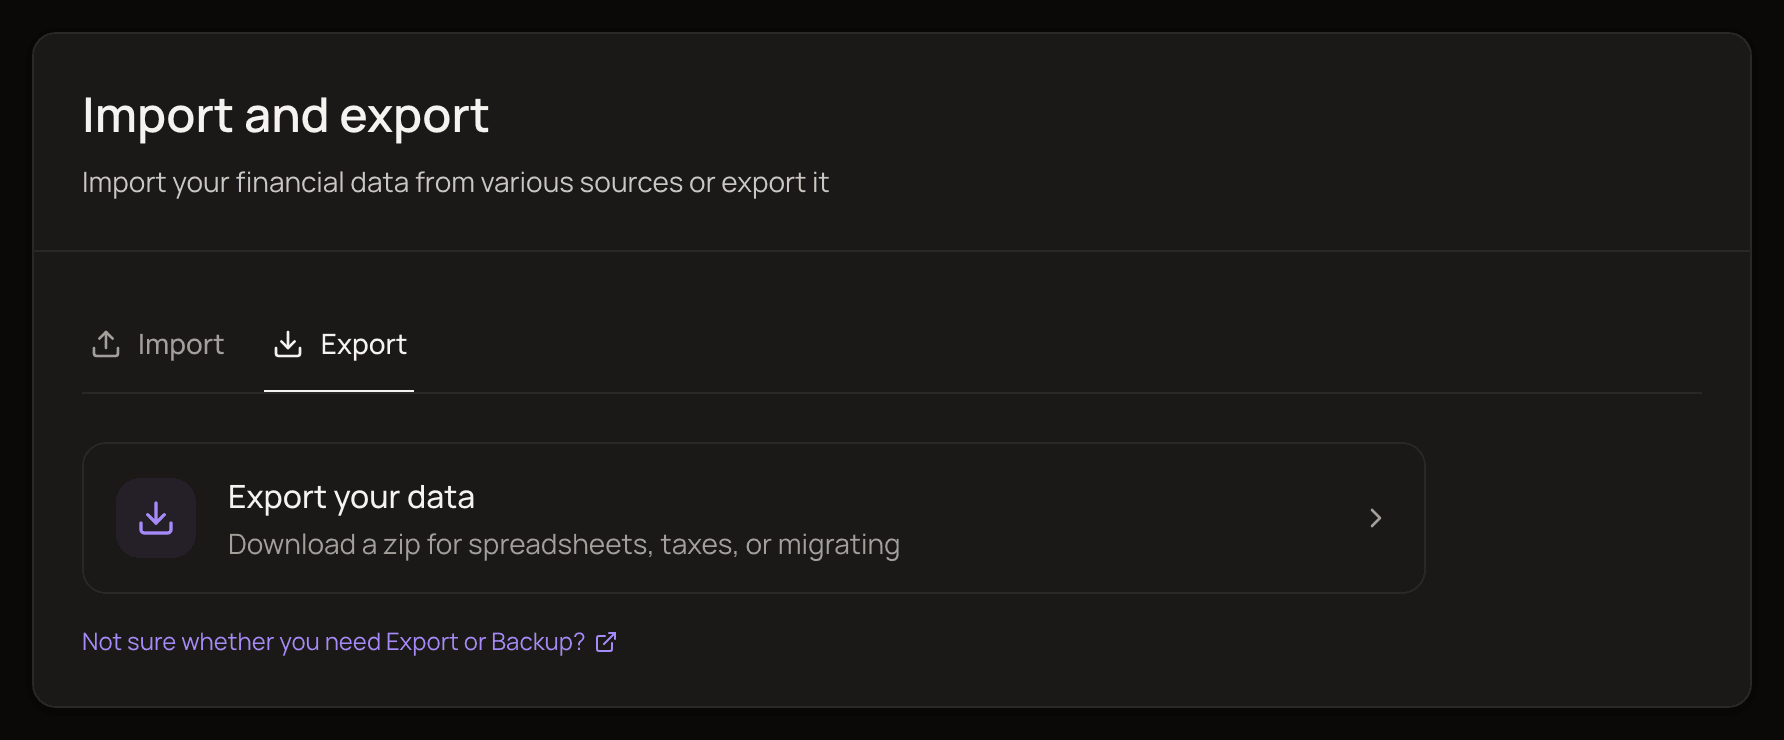 Import and export
Import your financial data from various sources or export it
Import
Export
Export your data
Download a zip for spreadsheets, taxes, or migrating
Not sure whether you need Export or Backup?